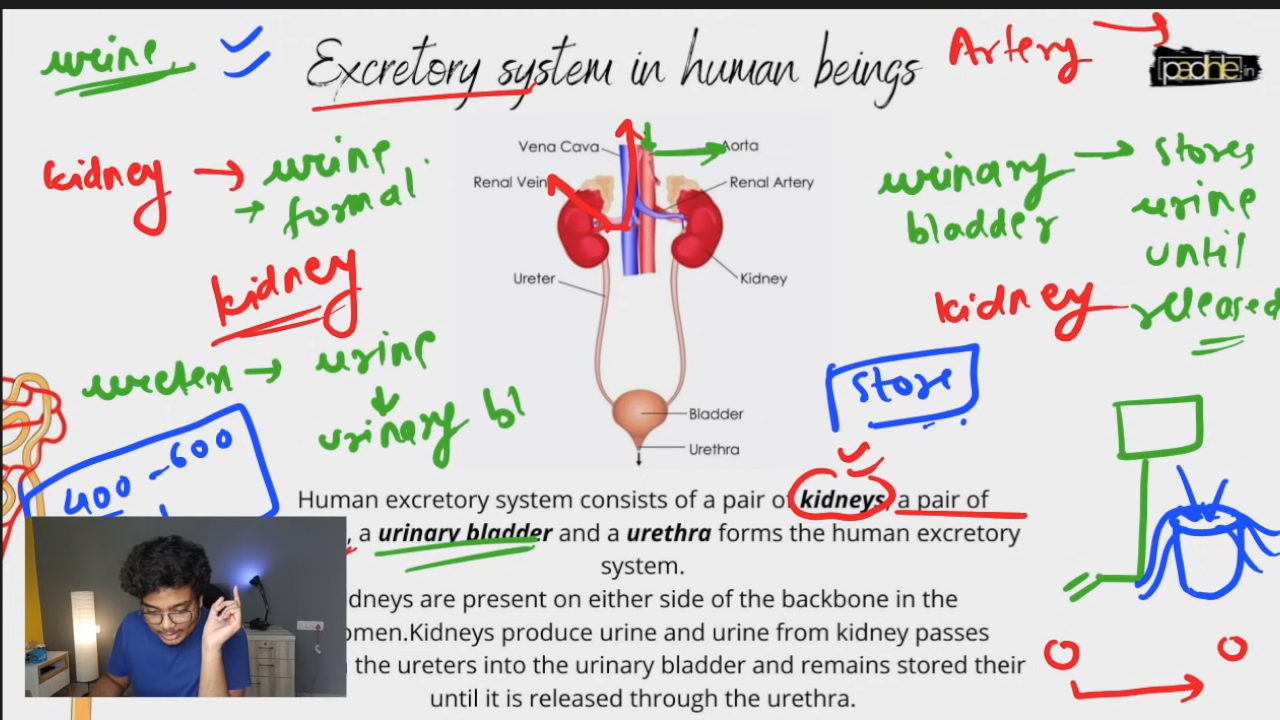 urine
Excretory system in human beings
Artery →
padhle.in
kidney → urine
→ formal
kidney
ureter → urine
↓
urinary bl
400 - 600
Vena Cava
Aorta
Renal Vein
Renal Artery
Ureter
Kidney
Bladder
Urethra
urinary → stores
bladder urine
until
kidney released
store
Human excretory system consists of a pair of kidneys, a pair of
, a urinary bladder and a urethra forms the human excretory
system.
dneys are present on either side of the backbone in the
omen.Kidneys produce urine and urine from kidney passes
the ureters into the urinary bladder and remains stored their
until it is released through the urethra.